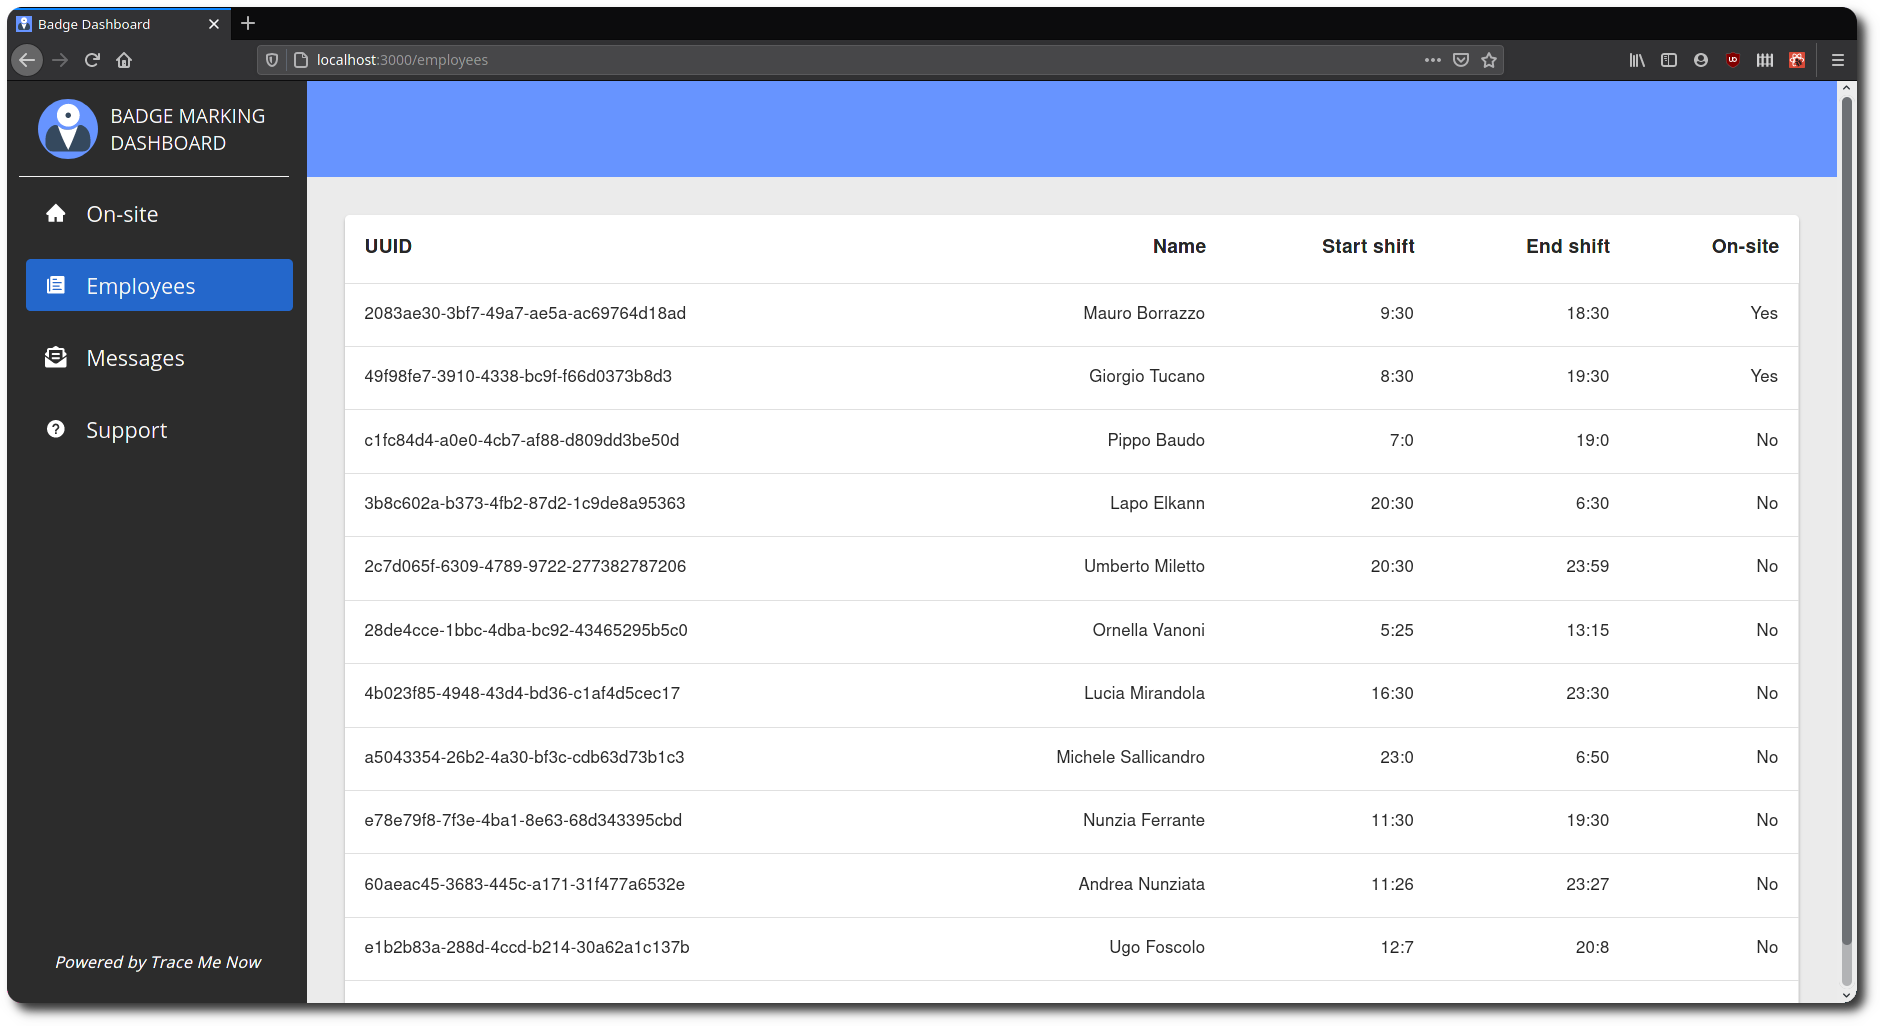 Badge Dashboard
localhost:3000/employees
BADGE MARKING
DASHBOARD
On-site
Employees
Messages
Support
Powered by Trace Me Now
UUID Name Start shift End shift On-site
2083ae30-3bf7-49a7-ae5a-ac69764d18ad Mauro Borrazzo 9:30 18:30 Yes
49f98fe7-3910-4338-bc9f-f66d0373b8d3 Giorgio Tucano 8:30 19:30 Yes
c1fc84d4-a0e0-4cb7-af88-d809dd3be50d Pippo Baudo 7:0 19:0 No
3b8c602a-b373-4fb2-87d2-1c9de8a95363 Lapo Elkann 20:30 6:30 No
2c7d065f-6309-4789-9722-277382787206 Umberto Miletto 20:30 23:59 No
28de4cce-1bbc-4dba-bc92-43465295b5c0 Ornella Vanoni 5:25 13:15 No
4b023f85-4948-43d4-bd36-c1af4d5cec17 Lucia Mirandola 16:30 23:30 No
a5043354-26b2-4a30-bf3c-cdb63d73b1c3 Michele Sallicandro 23:0 6:50 No
e78e79f8-7f3e-4ba1-8e63-68d343395cbd Nunzia Ferrante 11:30 19:30 No
60aeac45-3683-445c-a171-31f477a6532e Andrea Nunziata 11:26 23:27 No
e1b2b83a-288d-4ccd-b214-30a62a1c137b Ugo Foscolo 12:7 20:8 No